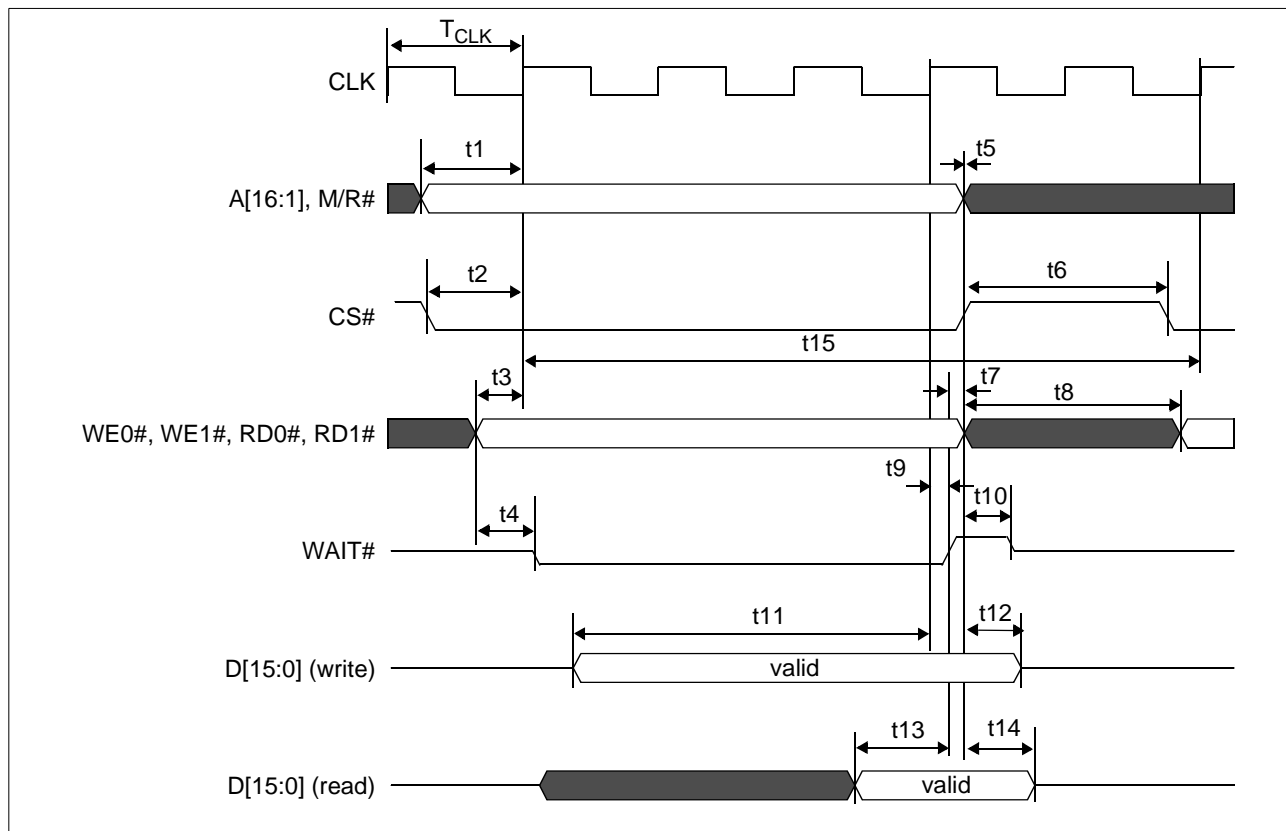 TCLK
CLK
t1
t5
A[16:1], M/R#
t2
t6
CS#
t15
t3
t7
t8
WE0#, WE1#, RD0#, RD1#
t9
t4
t10
WAIT#
t11
t12
D[15:0] (write)
valid
t13
t14
D[15:0] (read)
valid